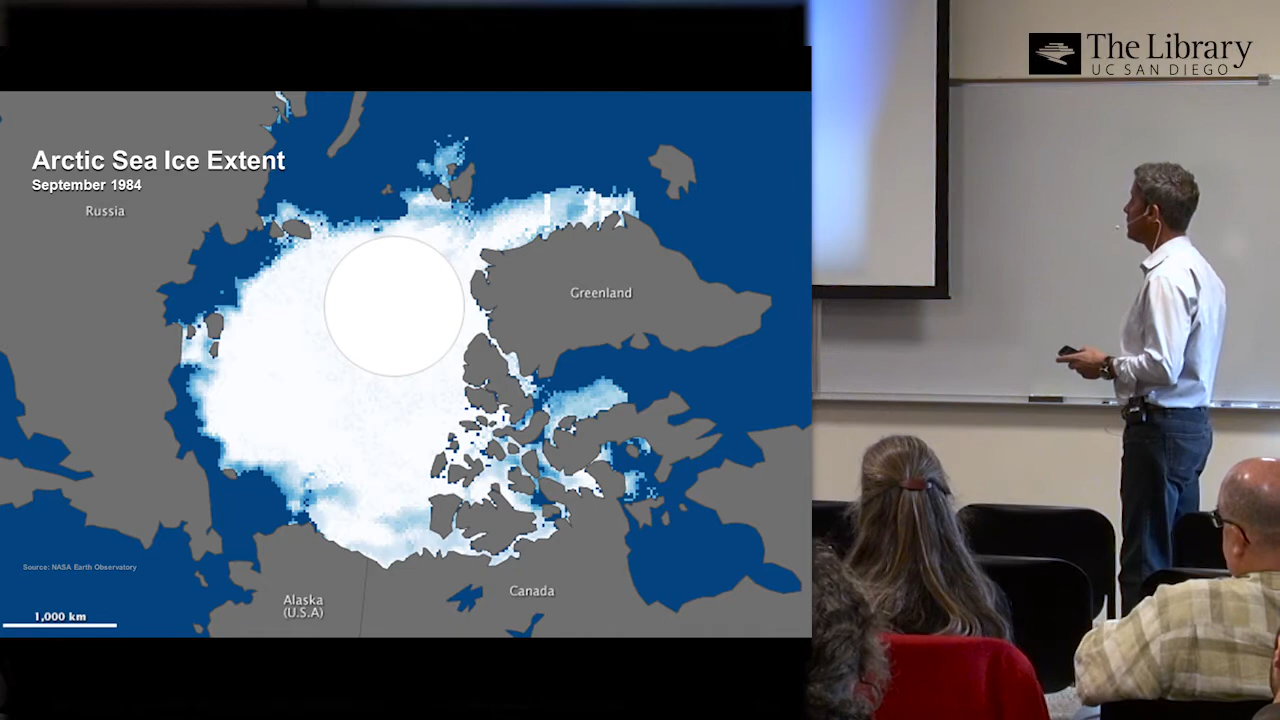 The Library
UC SAN DIEGO
Arctic Sea Ice Extent
September 1984
Russia
Greenland
Source: NASA Earth Observatory
Canada
Alaska
(U.S.A)
1,000 km